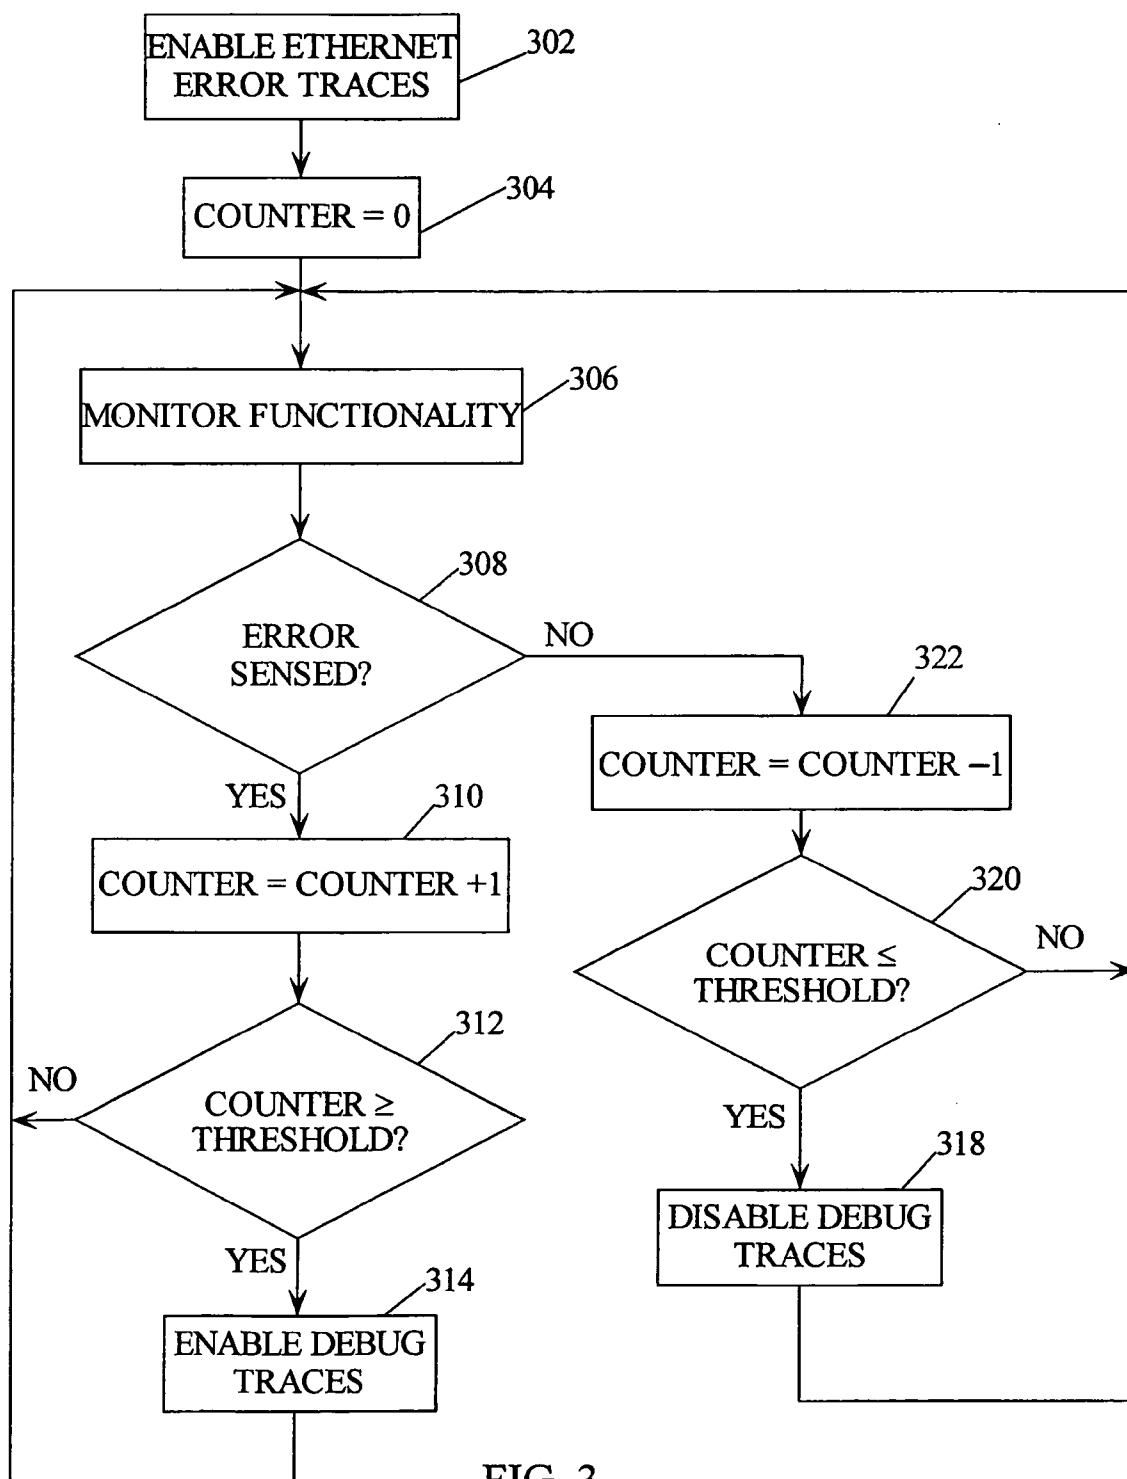 ENABLE ETHERNET
ERROR TRACES
302
COUNTER = 0
304
MONITOR FUNCTIONALITY
306
ERROR
SENSED?
308
NO
YES
COUNTER = COUNTER +1
310
COUNTER ≥
THRESHOLD?
312
NO
YES
ENABLE DEBUG
TRACES
314
COUNTER = COUNTER –1
322
COUNTER ≤
THRESHOLD?
320
NO
YES
DISABLE DEBUG
TRACES
318